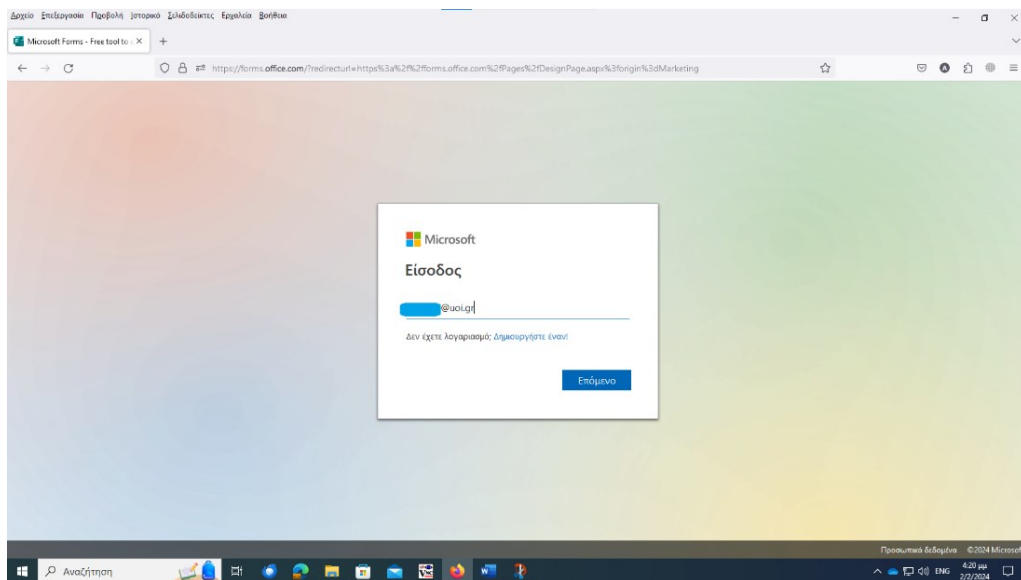 Αρχείο Επεξεργασία Προβολή Ιστορικό Σελιδοδείκτες Εργαλεία Βοήθεια
Microsoft Forms - Free tool to
https://forms.office.com/?redirecturl=https%3a%2f%2fforms.office.com%2fPages%2fDesignPage.aspx%3forigin%3dMarketing
Microsoft
Είσοδος
@uoi.gr
Δεν έχετε λογαριασμό; Δημιουργήστε έναν!
Επόμενο
Προσωπικά δεδομένα ©2024 Microsof
Αναζήτηση
ENG
4:20 μμ
2/2/2024